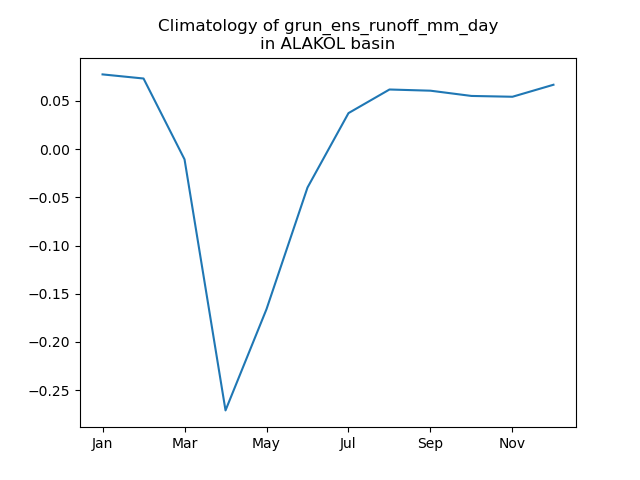 Climatology of grun_ens_runoff_mm_day
in ALAKOL basin
0.05
0.00
−0.05
−0.10
−0.15
−0.20
−0.25
Jan Mar May Jul Sep Nov